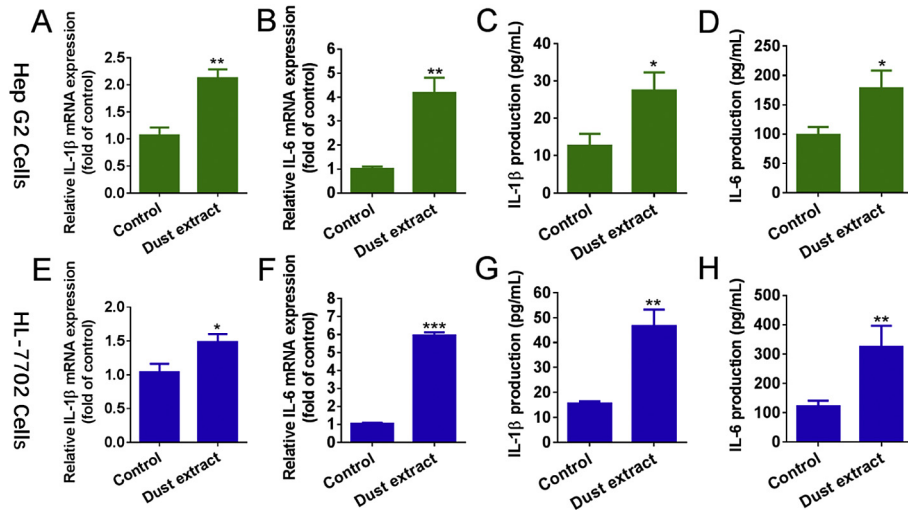 A
Hep G2 Cells
Relative IL-1β mRNA expression
(fold of control)
2.5
2.0
1.5
1.0
0.5
0.0
**
Control
Dust extract
B
Relative IL-6 mRNA expression
(fold of control)
6
5
4
3
2
1
0
**
Control
Dust extract
C
IL-1β production (pg/mL)
40
30
20
10
0
*
Control
Dust extract
D
IL-6 production (pg/mL)
250
200
150
100
50
0
*
Control
Dust extract
E
HL-7702 Cells
Relative IL-1β mRNA expression
(fold of control)
2.0
1.5
1.0
0.5
0.0
*
Control
Dust extract
F
Relative IL-6 mRNA expression
(fold of control)
8
6
4
2
0
***
Control
Dust extract
G
IL-1β production (pg/mL)
60
50
40
30
20
10
0
**
Control
Dust extract
H
IL-6 production (pg/mL)
500
400
300
200
100
0
**
Control
Dust extract